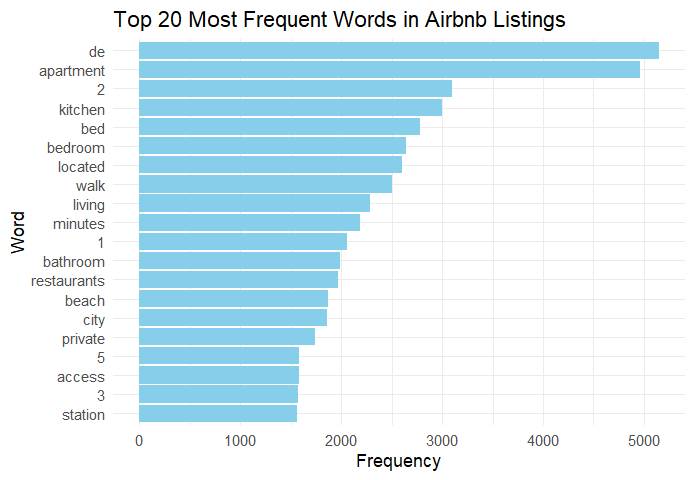 Top 20 Most Frequent Words in Airbnb Listings
Word
de
apartment
2
kitchen
bed
bedroom
located
walk
living
minutes
1
bathroom
restaurants
beach
city
private
5
access
3
station
0 1000 2000 3000 4000 5000
Frequency